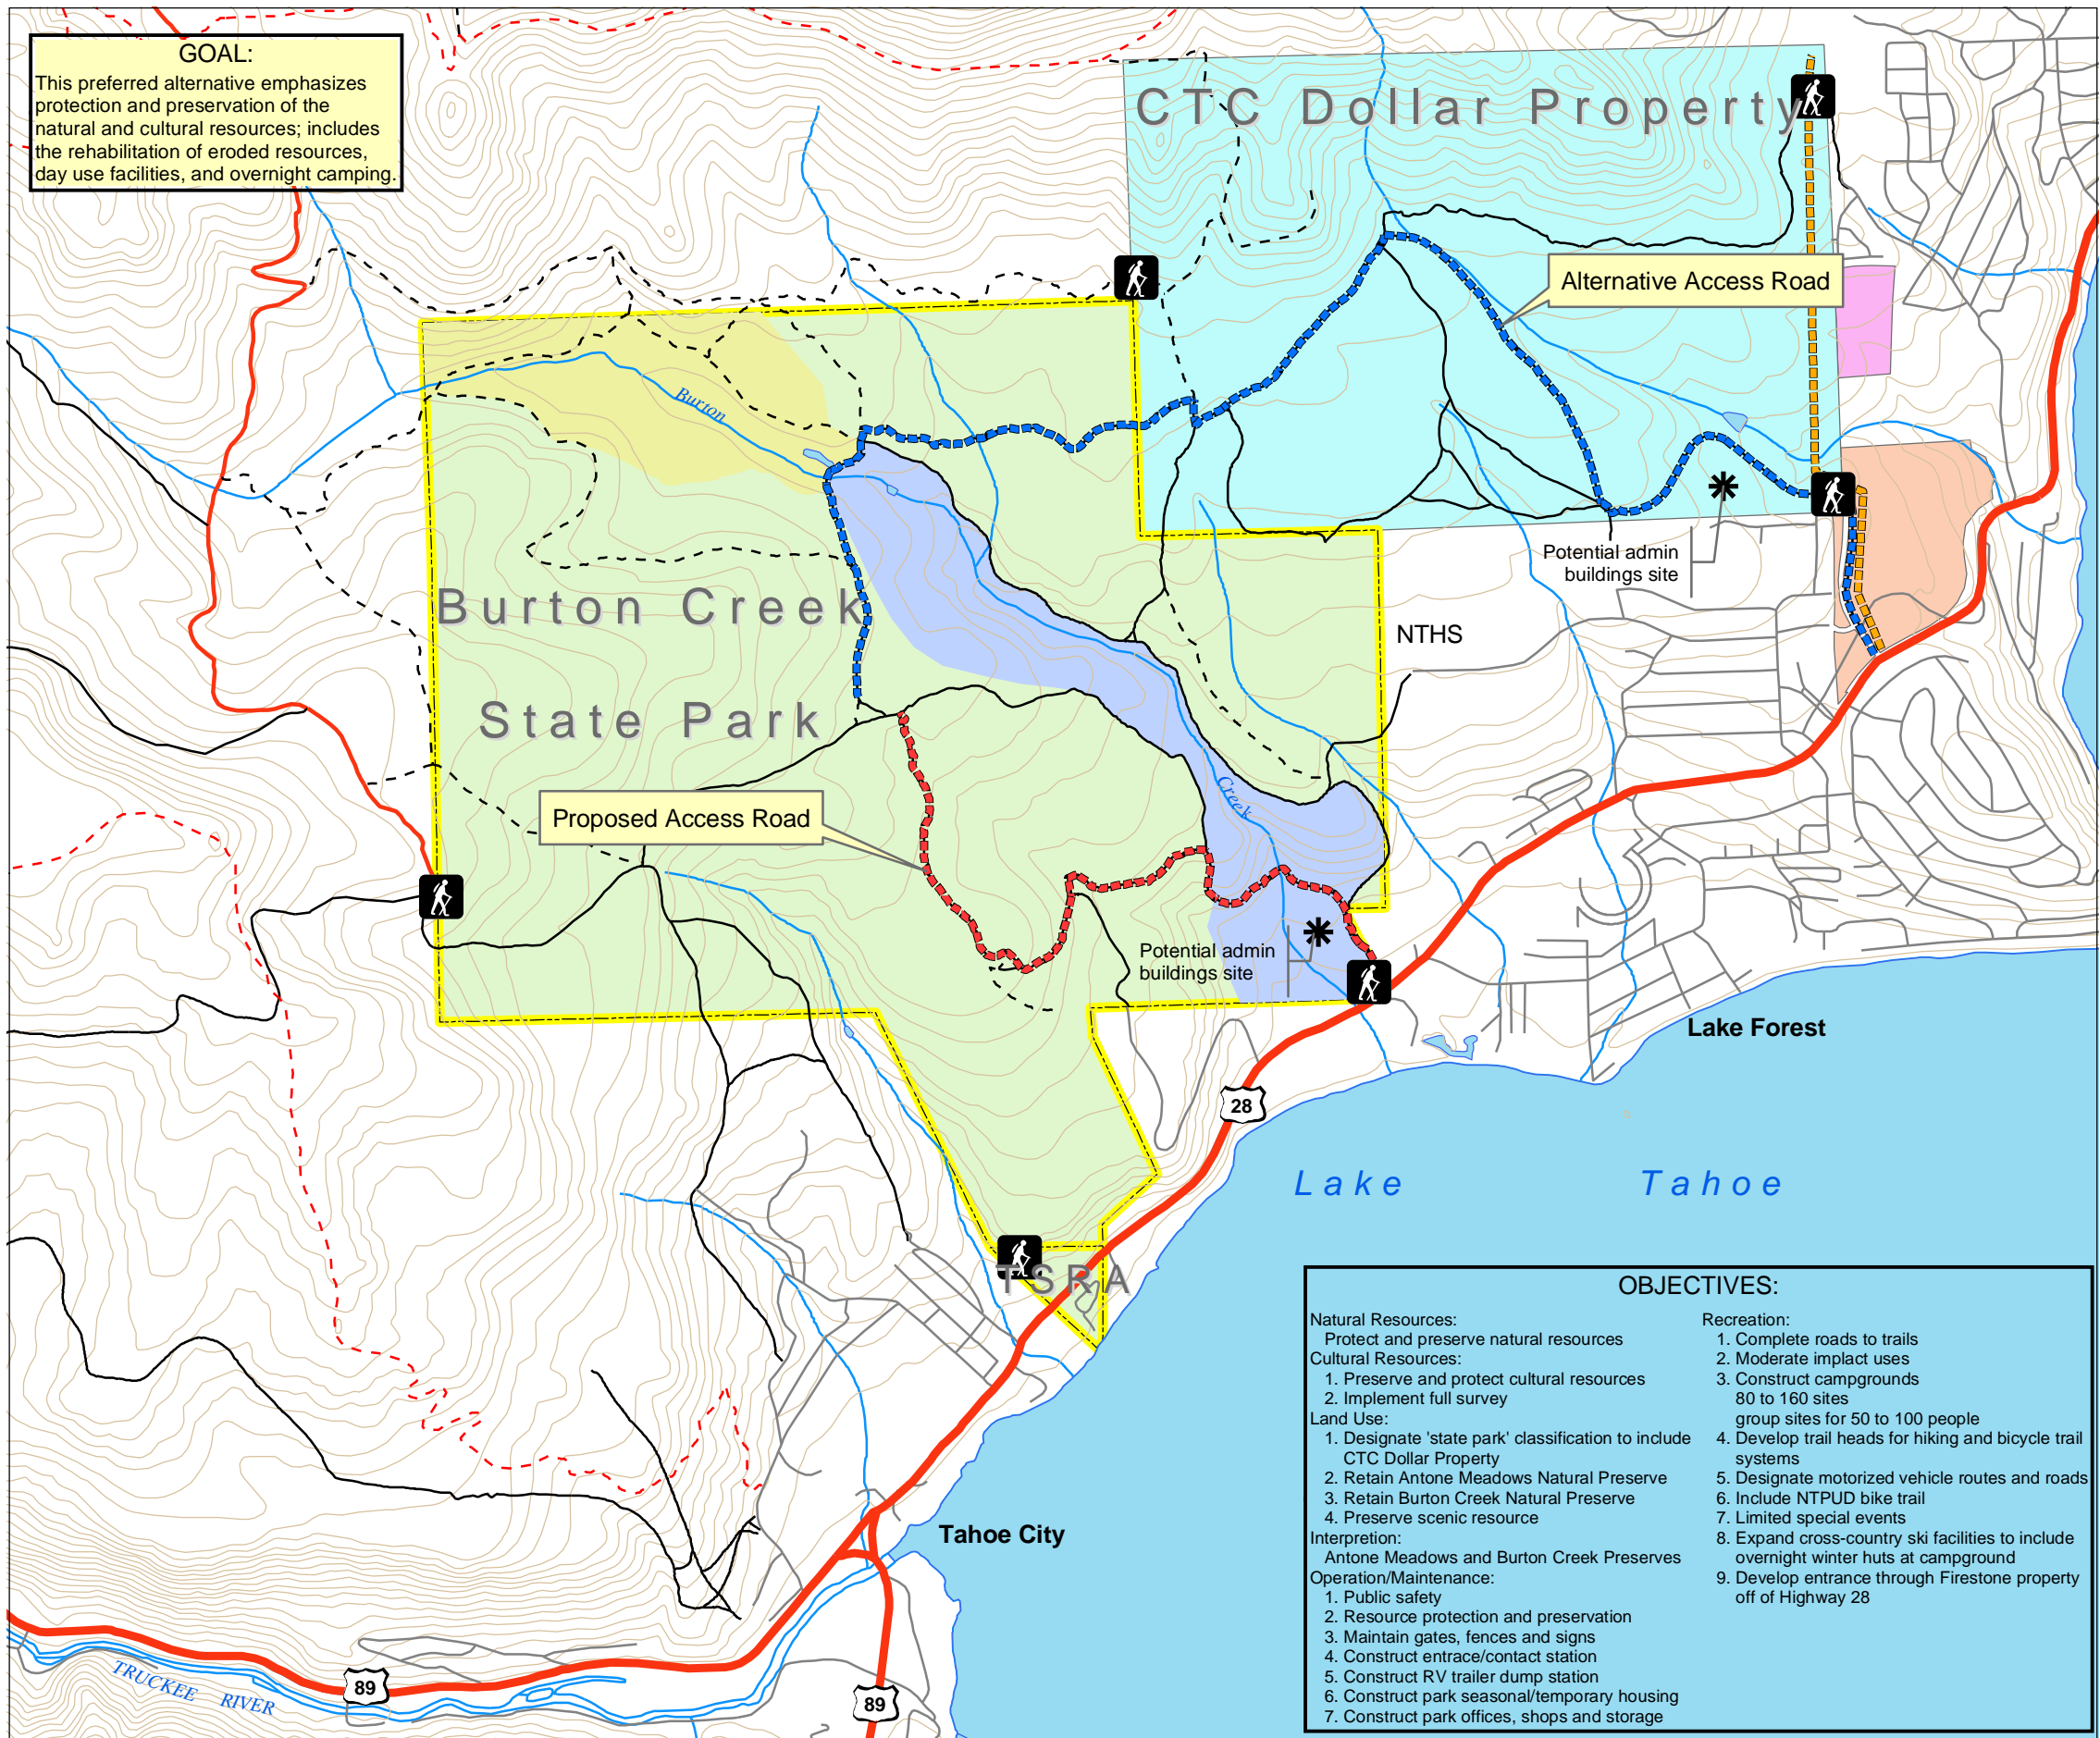 GOAL:
This preferred alternative emphasizes
protection and preservation of the
natural and cultural resources; includes
the rehabilitation of eroded resources,
day use facilities, and overnight camping.
CTC Dollar Property
Alternative Access Road
Burton
Potential admin
buildings site
Burton Creek
State Park
NTHS
Creek
Proposed Access Road
Potential admin
buildings site
Lake Forest
28
Lake Tahoe
TSRA
Tahoe City
TRUCKEE RIVER
89
89
OBJECTIVES:
Natural Resources:
Protect and preserve natural resources
Cultural Resources:
1. Preserve and protect cultural resources
2. Implement full survey
Land Use:
1. Designate 'state park' classification to include
CTC Dollar Property
2. Retain Antone Meadows Natural Preserve
3. Retain Burton Creek Natural Preserve
4. Preserve scenic resource
Interpretion:
Antone Meadows and Burton Creek Preserves
Operation/Maintenance:
1. Public safety
2. Resource protection and preservation
3. Maintain gates, fences and signs
4. Construct entrace/contact station
5. Construct RV trailer dump station
6. Construct park seasonal/temporary housing
7. Construct park offices, shops and storage
Recreation:
1. Complete roads to trails
2. Moderate implact uses
3. Construct campgrounds
80 to 160 sites
group sites for 50 to 100 people
4. Develop trail heads for hiking and bicycle trail
systems
5. Designate motorized vehicle routes and roads
6. Include NTPUD bike trail
7. Limited special events
8. Expand cross-country ski facilities to include
overnight winter huts at campground
9. Develop entrance through Firestone property
off of Highway 28